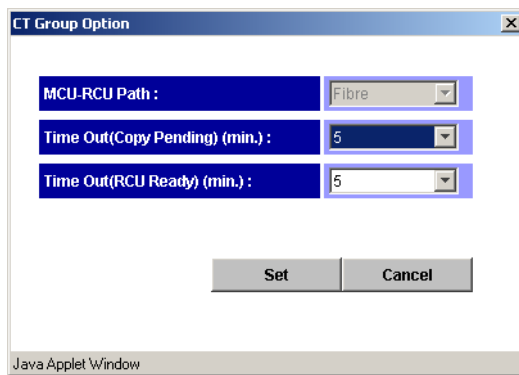 CT Group Option
MCU-RCU Path :
Fibre
Time Out(Copy Pending) (min.) :
5
Time Out(RCU Ready) (min.) :
5
Set
Cancel
Java Applet Window